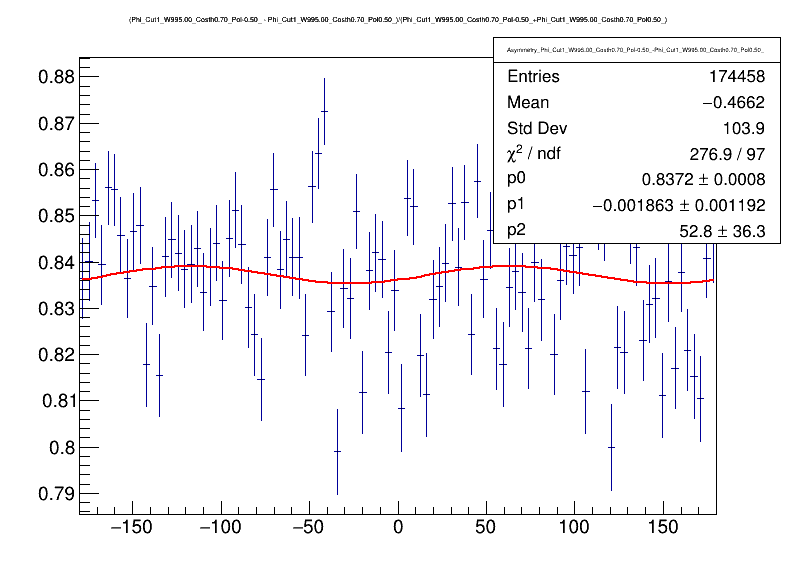 (Phi_Cut1_W995.00_Costh0.70_Pol-0.50_ - Phi_Cut1_W995.00_Costh0.70_Pol0.50_)/(Phi_Cut1_W995.00_Costh0.70_Pol-0.50_+Phi_Cut1_W995.00_Costh0.70_Pol0.50_)
Asymmetry_Phi_Cut1_W995.00_Costh0.70_Pol-0.50_-Phi_Cut1_W995.00_Costh0.70_Pol0.50_
Entries 174458
Mean −0.4662
Std Dev 103.9
χ² / ndf 276.9 / 97
p0 0.8372 ± 0.0008
p1 −0.001863 ± 0.001192
p2 52.8 ± 36.3
0.88
0.87
0.86
0.85
0.84
0.83
0.82
0.81
0.8
0.79
−150 −100 −50 0 50 100 150